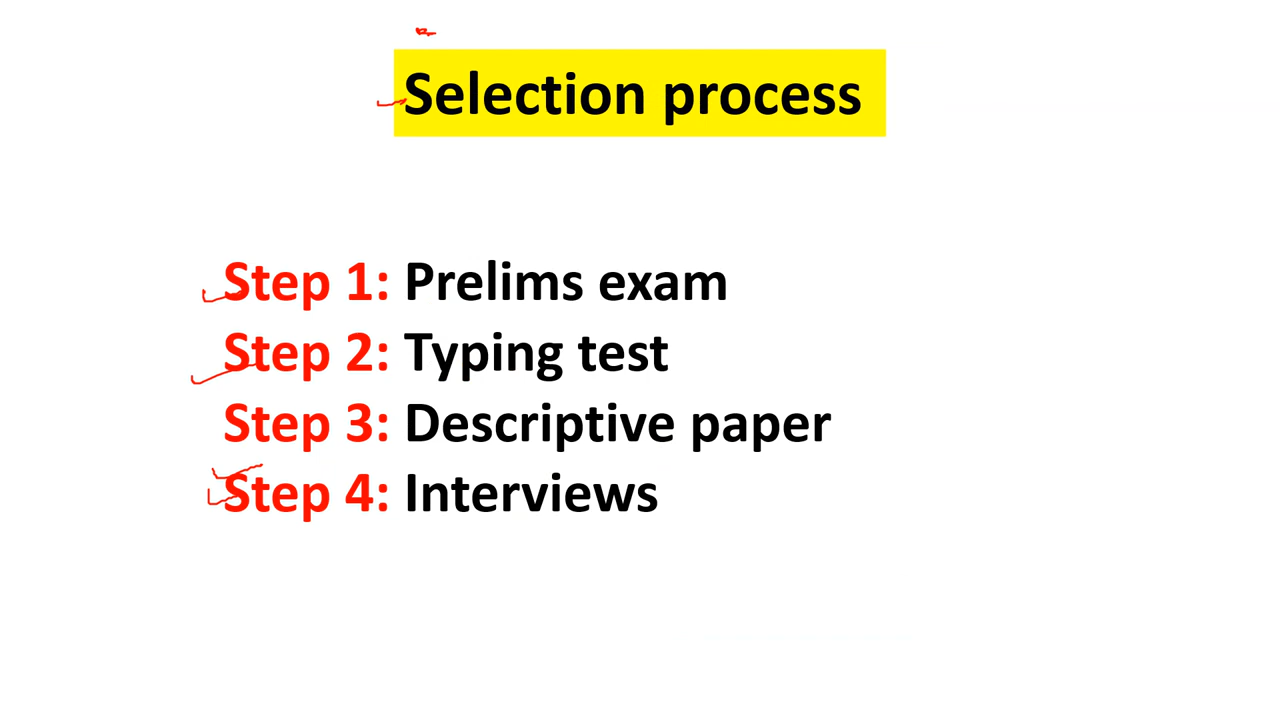 Selection process
Step 1: Prelims exam
Step 2: Typing test
Step 3: Descriptive paper
Step 4: Interviews